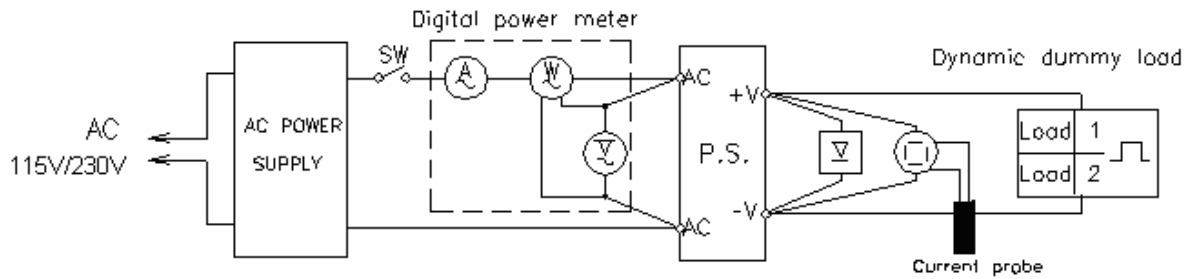 Digital power meter
SW
A
W
V
AC
115V/230V
AC POWER
SUPPLY
AC
AC
P.S.
+V
-V
V
Dynamic dummy load
Load 1
Load 2
Current probe